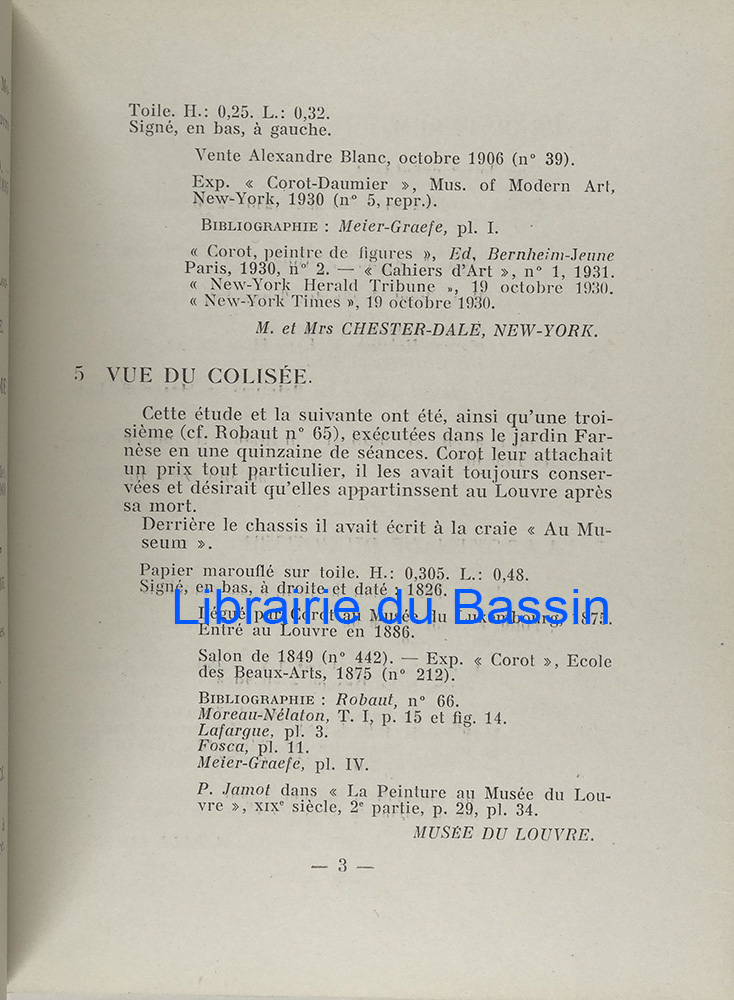 Toile. H.: 0,25. L.: 0,32.
Signé, en bas, à gauche.
Vente Alexandre Blanc, octobre 1906 (n° 39).
Exp. « Corot-Daumier », Mus. of Modern Art,
New-York, 1930 (n° 5, repr.).
BIBLIOGRAPHIE : Meier-Graefe, pl. I.
« Corot, peintre de figures », Ed, Bernheim-Jeune
Paris, 1930, n° 2. — « Cahiers d'Art », n° 1, 1931.
« New-York Herald Tribune », 19 octobre 1930.
« New-York Times », 19 octobre 1930.
M. et Mrs CHESTER-DALE, NEW-YORK.
5 VUE DU COLISÉE.
Cette étude et la suivante ont été, ainsi qu'une troi-
sième (cf. Robaut n° 65), exécutées dans le jardin Far-
nèse en une quinzaine de séances. Corot leur attachait
un prix tout particulier, il les avait toujours conser-
vées et désirait qu'elles appartinssent au Louvre après
sa mort.
Derrière le chassis il avait écrit à la craie « Au Mu-
seum ».
Papier marouflé sur toile. H.: 0,305. L.: 0,48.
Signé, en bas, à droite et daté : 1826.
Librairie du Bassin
Légué par Corot au Musée du Luxembourg, 1875.
Entré au Louvre en 1886.
Salon de 1849 (n° 442). — Exp. « Corot », Ecole
des Beaux-Arts, 1875 (n° 212).
BIBLIOGRAPHIE : Robaut, n° 66.
Moreau-Nélaton, T. I, p. 15 et fig. 14.
Lafargue, pl. 3.
Fosca, pl. 11.
Meier-Graefe, pl. IV.
P. Jamot dans « La Peinture au Musée du Lou-
vre », XIXe siècle, 2e partie, p. 29, pl. 34.
MUSÉE DU LOUVRE.
— 3 —